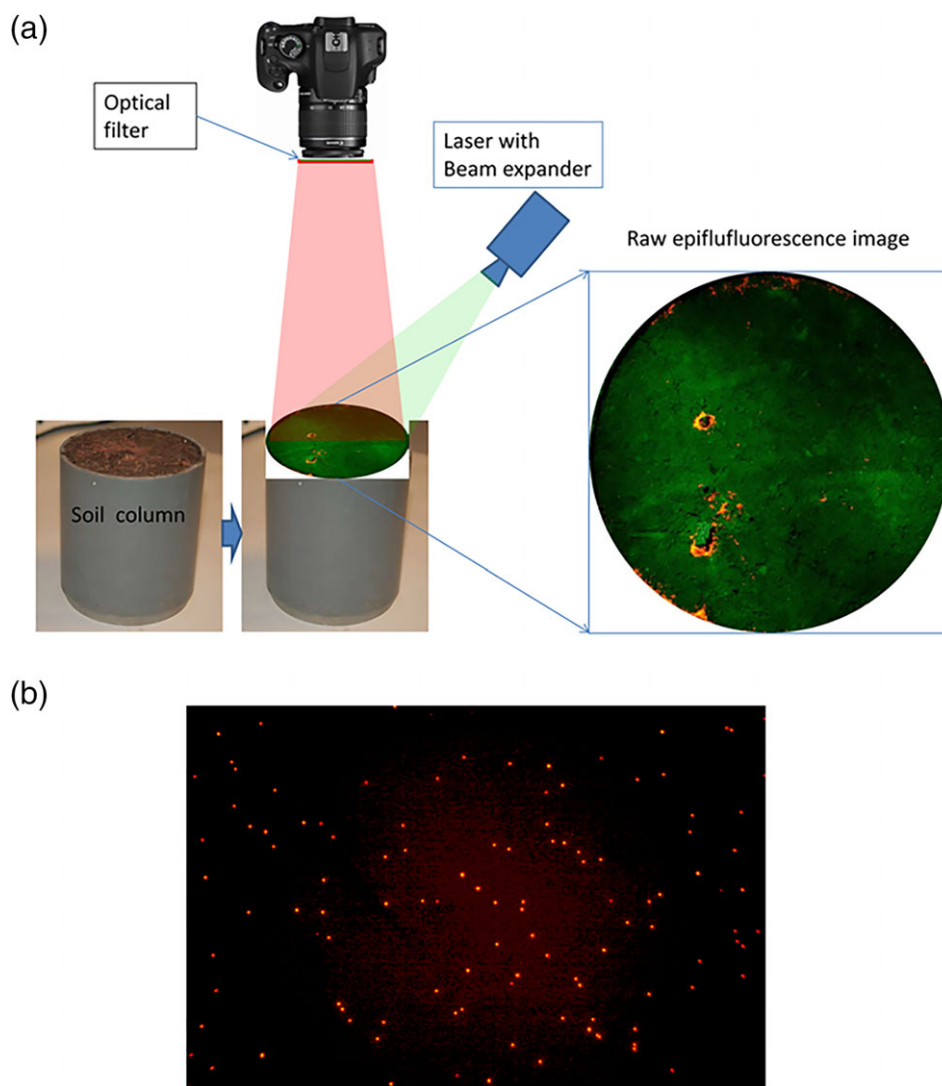 (a)
Optical
filter
Laser with
Beam expander
Raw epiflufluorescence image
Soil column
(b)